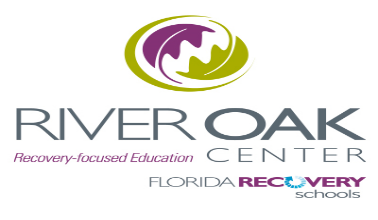 RIVER OAK
Recovery-focused Education CENTER
FLORIDA RECOVERY
schools